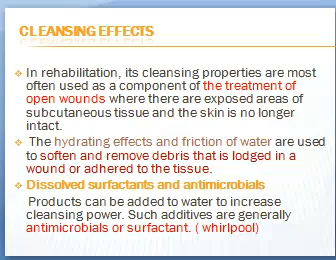 CLEANSING EFFECTS
In rehabilitation, its cleansing properties are most
often used as a component of the treatment of
open wounds where there are exposed areas of
subcutaneous tissue and the skin is no longer
intact.
The hydrating effects and friction of water are used
to soften and remove debris that is lodged in a
wound or adhered to the tissue.
Dissolved surfactants and antimicrobials
Products can be added to water to increase
cleansing power. Such additives are generally
antimicrobials or surfactant. ( whirlpool)